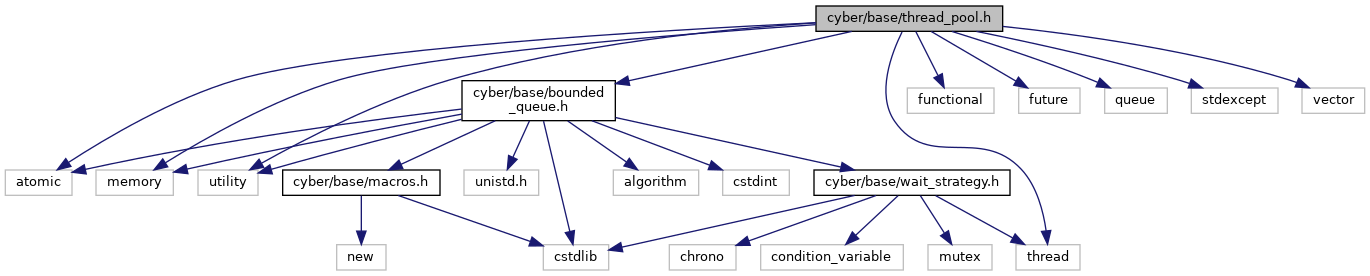 cyber/base/thread_pool.h
cyber/base/bounded
_queue.h
functional
future
queue
stdexcept
vector
atomic
memory
utility
cyber/base/macros.h
unistd.h
algorithm
cstdint
cyber/base/wait_strategy.h
new
cstdlib
chrono
condition_variable
mutex
thread